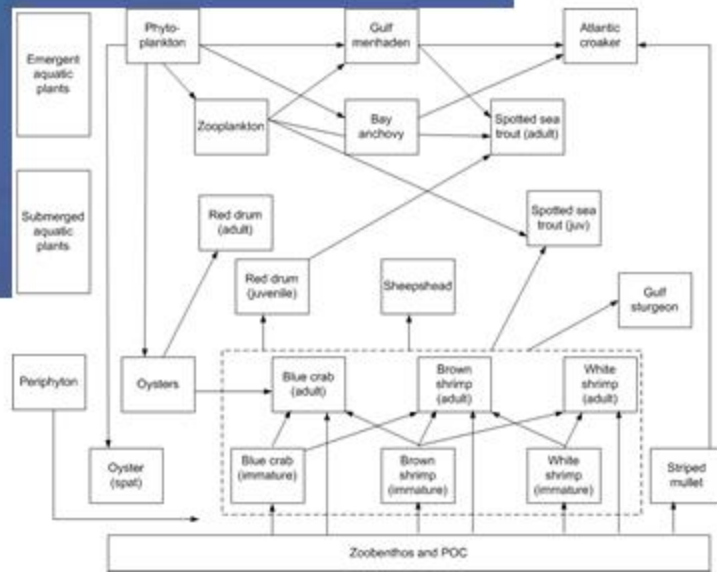 Emergent
aquatic
plants
Phyto-
plankton
Gulf
menhaden
Atlantic
croaker
Zooplankton
Bay
anchovy
Spotted sea
trout (adult)
Submerged
aquatic
plants
Red drum
(adult)
Spotted sea
trout (juv)
Red drum
(juvenile)
Sheepshead
Gulf
sturgeon
Periphyton
Oysters
Blue crab
(adult)
Brown
shrimp
(adult)
White
shrimp
(adult)
Oyster
(spat)
Blue crab
(immature)
Brown
shrimp
(immature)
White
shrimp
(immature)
Striped
mullet
Zoobenthos and POC